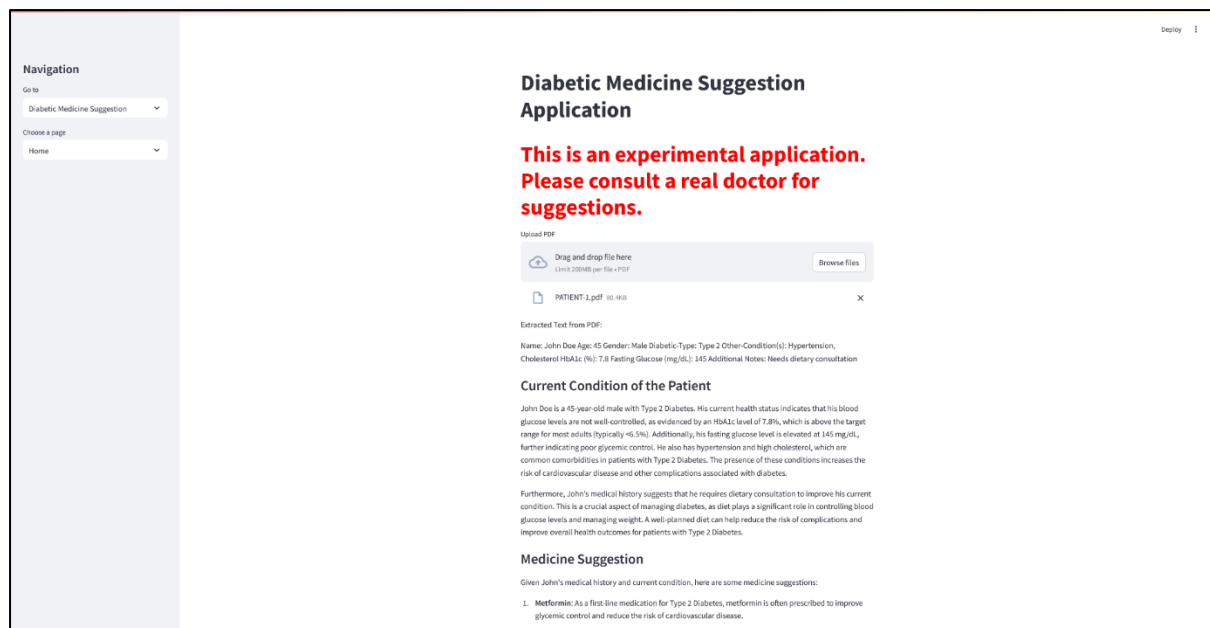 Deploy
Navigation
Go to
Diabetic Medicine Suggestion
Choose a page
Home
Diabetic Medicine Suggestion
Application
This is an experimental application.
Please consult a real doctor for
suggestions.
Upload PDF
Drag and drop file here
Limit 200MB per file • PDF
Browse files
PATIENT-1.pdf 80.4KB
Extracted Text from PDF:
Name: John Doe Age: 45 Gender: Male Diabetic-Type: Type 2 Other-Condition(s): Hypertension,
Cholesterol HbA1c (%): 7.8 Fasting Glucose (mg/dL): 145 Additional Notes: Needs dietary consultation
Current Condition of the Patient
John Doe is a 45-year-old male with Type 2 Diabetes. His current health status indicates that his blood
glucose levels are not well-controlled, as evidenced by an HbA1c level of 7.8%, which is above the target
range for most adults (typically <6.5%). Additionally, his fasting glucose level is elevated at 145 mg/dL,
further indicating poor glycemic control. He also has hypertension and high cholesterol, which are
common comorbidities in patients with Type 2 Diabetes. The presence of these conditions increases the
risk of cardiovascular disease and other complications associated with diabetes.
Furthermore, John's medical history suggests that he requires dietary consultation to improve his current
condition. This is a crucial aspect of managing diabetes, as diet plays a significant role in controlling blood
glucose levels and managing weight. A well-planned diet can help reduce the risk of complications and
improve overall health outcomes for patients with Type 2 Diabetes.
Medicine Suggestion
Given John's medical history and current condition, here are some medicine suggestions:
1. Metformin: As a first-line medication for Type 2 Diabetes, metformin is often prescribed to improve
glycemic control and reduce the risk of cardiovascular disease.